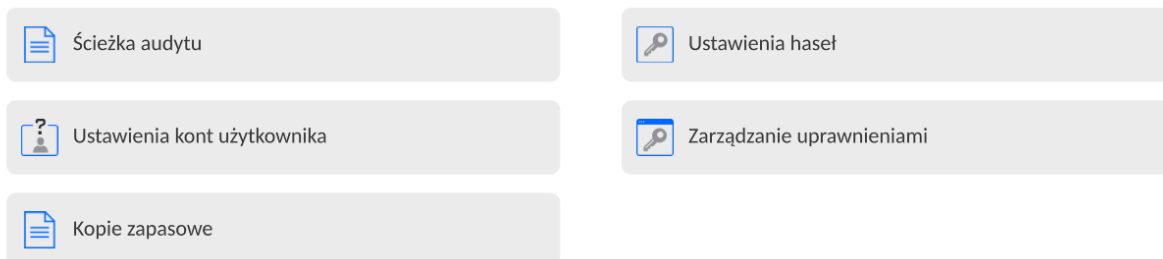 Ścieżka audytu
Ustawienia haseł
Ustawienia kont użytkownika
Zarządzanie uprawnieniami
Kopie zapasowe